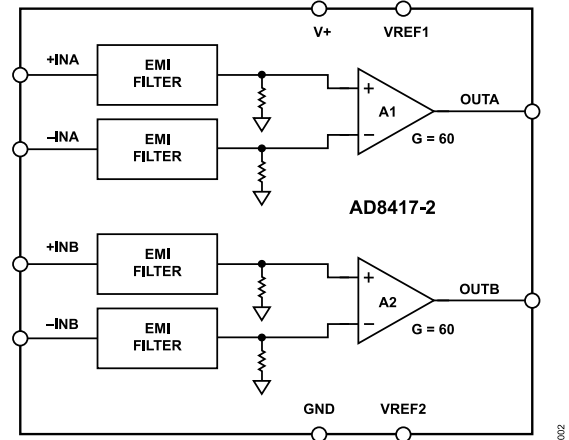 V+
VREF1
+INA
EMI
FILTER
+
A1
OUTA
–INA
EMI
FILTER
–
G = 60
AD8417-2
+INB
EMI
FILTER
+
A2
OUTB
–INB
EMI
FILTER
–
G = 60
GND
VREF2
002